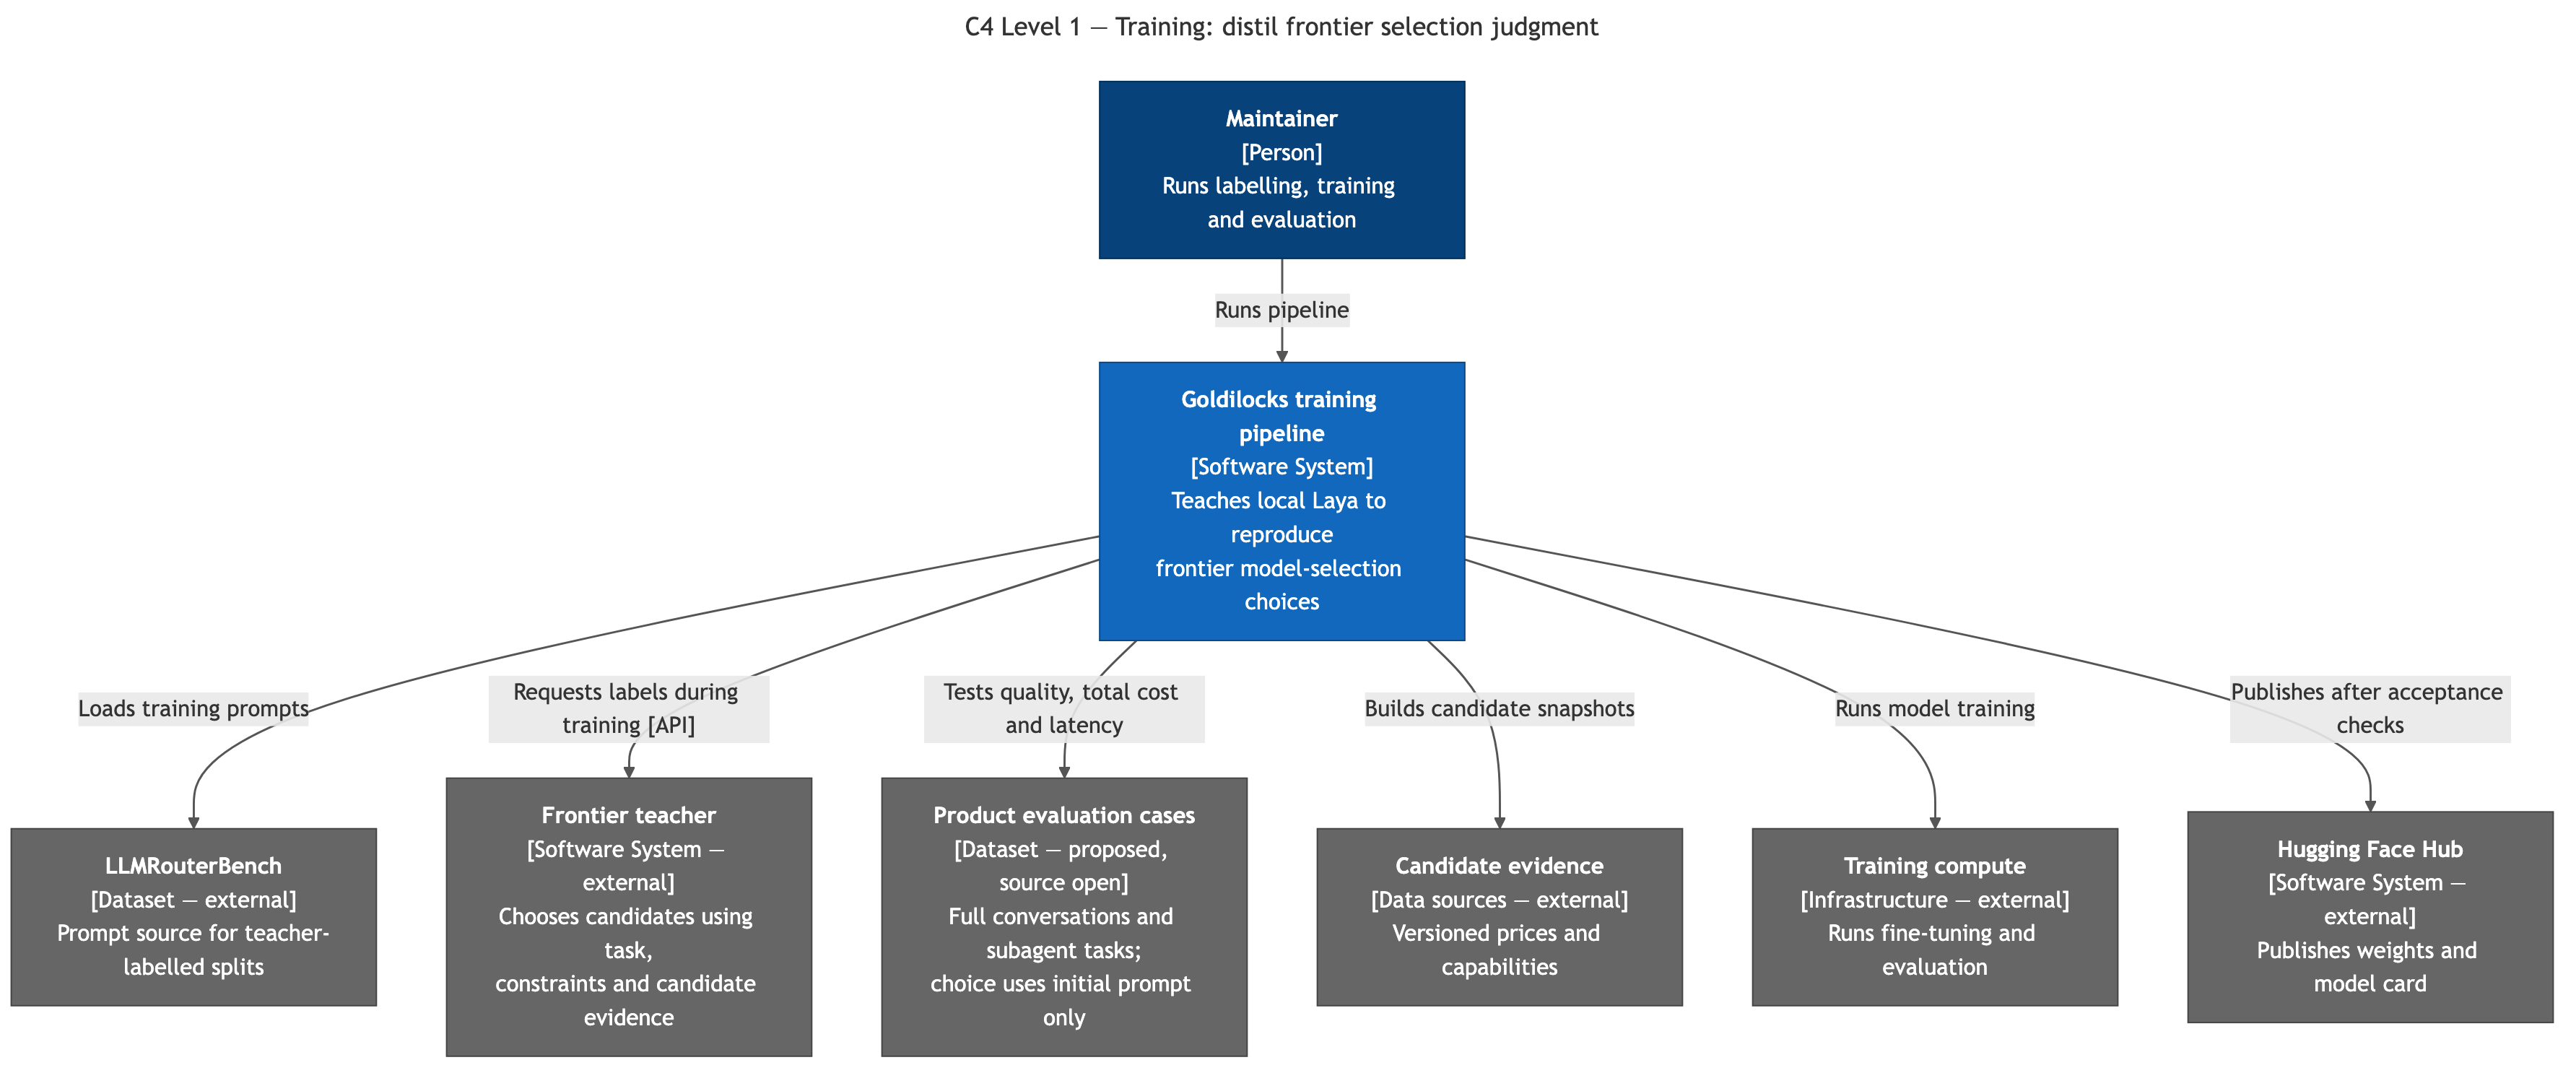 C4 Level 1 — Training: distil frontier selection judgment
Maintainer
[Person]
Runs labelling, training
and evaluation
Runs pipeline
Goldilocks training
pipeline
[Software System]
Teaches local Laya to
reproduce
frontier model-selection
choices
Loads training prompts
Requests labels during
training [API]
Tests quality, total cost
and latency
Builds candidate snapshots
Runs model training
Publishes after acceptance
checks
LLMRouterBench
[Dataset — external]
Prompt source for teacher-
labelled splits
Frontier teacher
[Software System —
external]
Chooses candidates using
task,
constraints and candidate
evidence
Product evaluation cases
[Dataset — proposed,
source open]
Full conversations and
subagent tasks;
choice uses initial prompt
only
Candidate evidence
[Data sources — external]
Versioned prices and
capabilities
Training compute
[Infrastructure — external]
Runs fine-tuning and
evaluation
Hugging Face Hub
[Software System —
external]
Publishes weights and
model card